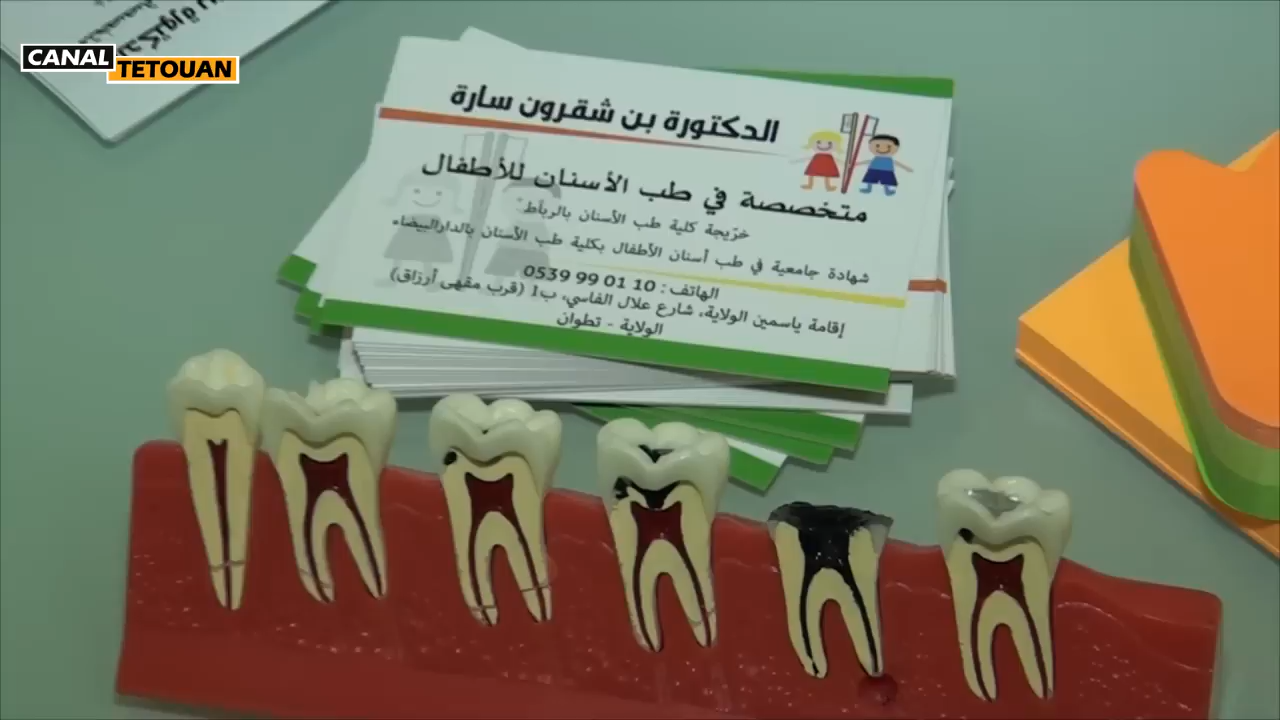 CANAL
TETOUAN
الدكتورة بن شقرون سارة
متخصصة في طب الأسنان للأطفال
خرّيجة كلية طب الأسنان بالرباط
شهادة جامعية في طب أسنان الأطفال بكلية طب الأسنان بالدارالبيضاء
الهاتف : 10 01 99 0539
إقامة ياسمين الولاية، شارع علال الفاسي، ب1 (قرب مقهى أرزاق)
الولاية - تطوان